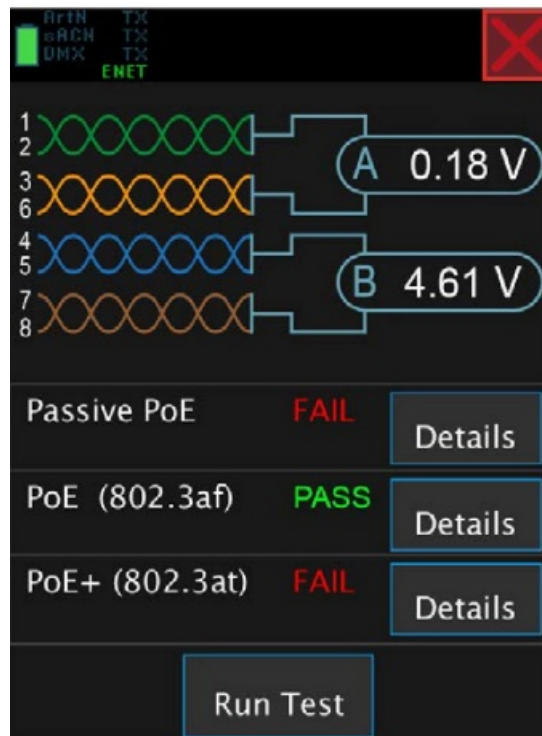 ArtN TX
sACN TX
DMX TX
ENET
1
2
3
6
4
5
7
8
A 0.18 V
B 4.61 V
Passive PoE FAIL Details
PoE (802.3af) PASS Details
PoE+ (802.3at) FAIL Details
Run Test